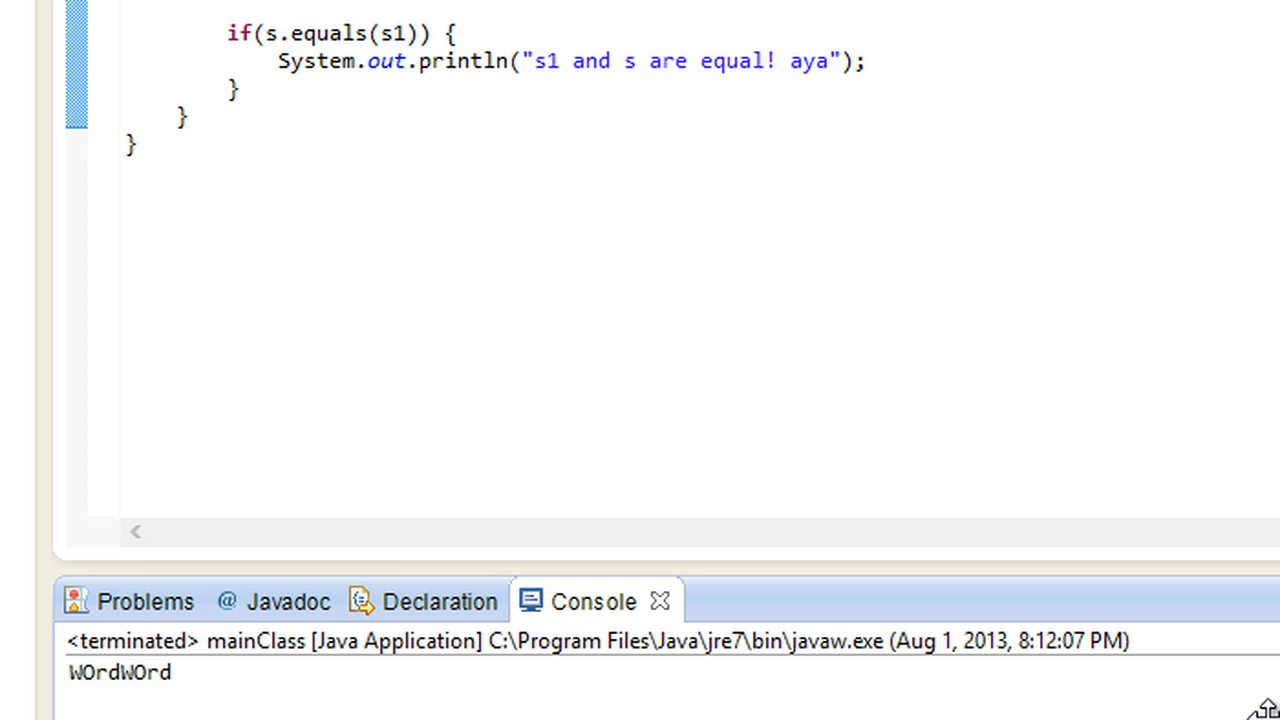 if(s.equals(s1)) {
System.out.println("s1 and s are equal! aya");
}
}
}
Problems @ Javadoc Declaration Console
<terminated> mainClass [Java Application] C:\Program Files\Java\jre7\bin\javaw.exe (Aug 1, 2013, 8:12:07 PM)
WOrdWOrd